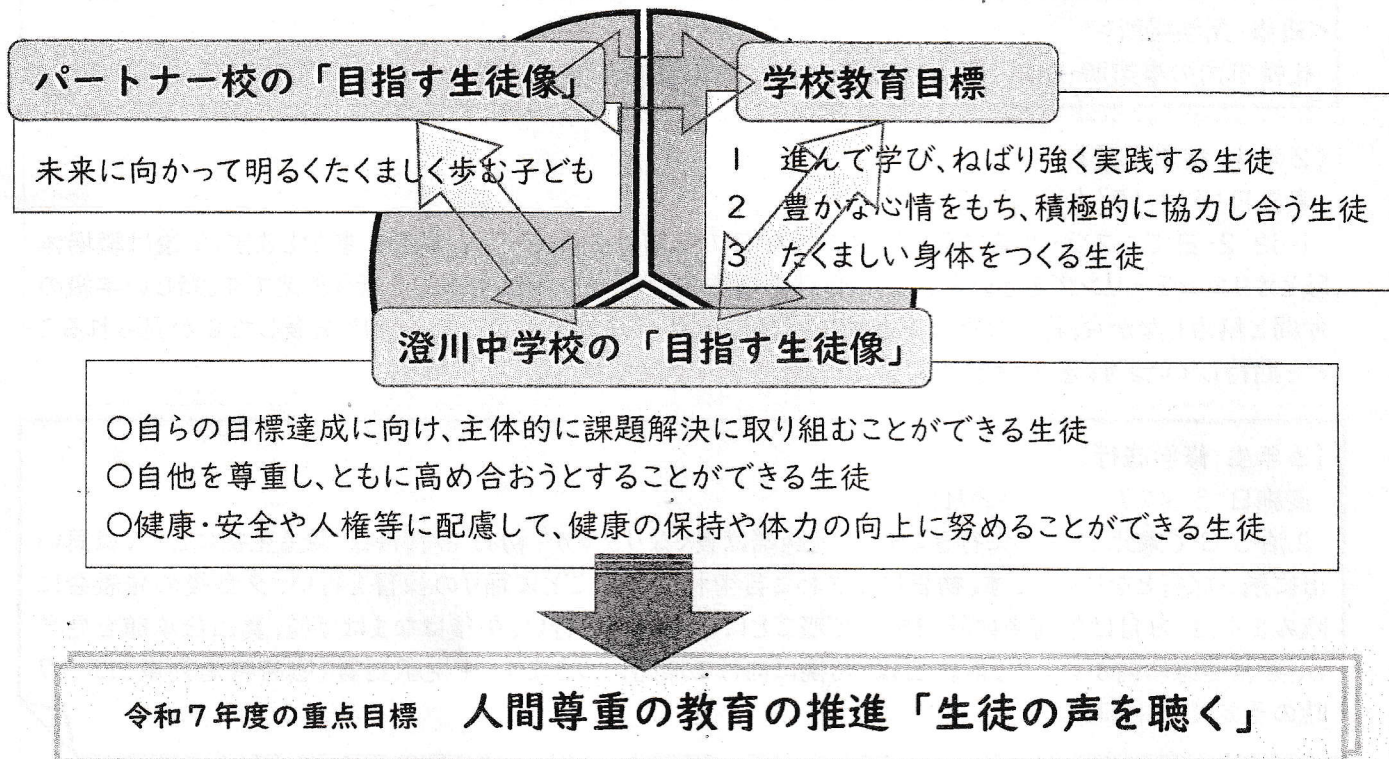 パートナー校の「目指す生徒像」
未来に向かって明るくたくましく歩む子ども
学校教育目標
1 進んで学び、ねばり強く実践する生徒
2 豊かな心情をもち、積極的に協力し合う生徒
3 たくましい身体をつくる生徒
澄川中学校の「目指す生徒像」
〇自らの目標達成に向け、主体的に課題解決に取り組むことができる生徒
〇自他を尊重し、ともに高め合おうとすることができる生徒
〇健康・安全や人権等に配慮して、健康の保持や体力の向上に努めることができる生徒
令和7年度の重点目標 人間尊重の教育の推進「生徒の声を聴く」